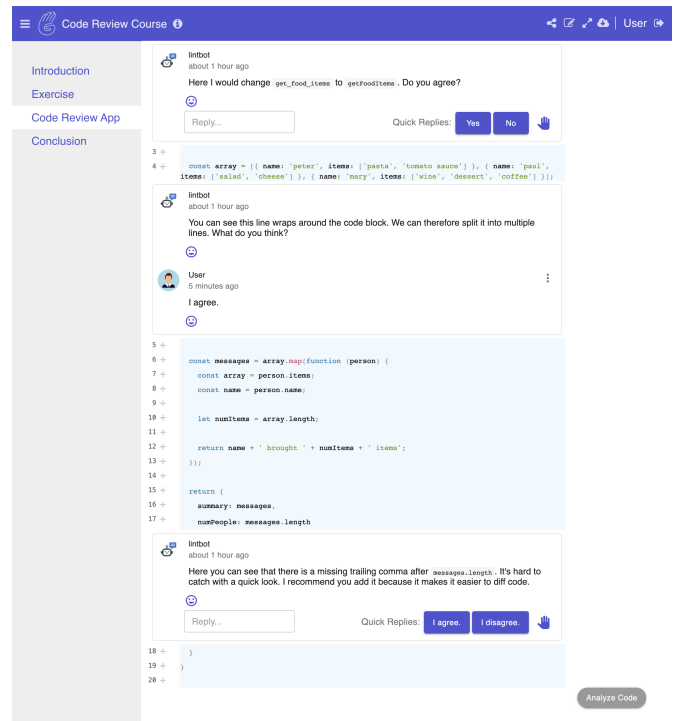 Code Review Course
User
Introduction
Exercise
Code Review App
Conclusion
lintbot
about 1 hour ago
Here I would change get_food_items to getFoodItems. Do you agree?
Reply...
Quick Replies:
Yes
No
3 +
4 + const array = [{ name: 'peter', items: ['pasta', 'tomato sauce'] }, { name: 'paul',
items: ['salad', 'cheese'] }, { name: 'mary', items: ['wine', 'dessert', 'coffee'] }];
lintbot
about 1 hour ago
You can see this line wraps around the code block. We can therefore split it into multiple
lines. What do you think?
User
5 minutes ago
I agree.
5 +
6 + const messages = array.map(function (person) {
7 + const array = person.items;
8 + const name = person.name;
9 +
10 + let numItems = array.length;
11 +
12 + return name + ' brought ' + numItems + ' items';
13 + });
14 +
15 + return {
16 + summary: messages,
17 + numPeople: messages.length
lintbot
about 1 hour ago
Here you can see that there is a missing trailing comma after messages.length. It's hard to
catch with a quick look. I recommend you add it because it makes it easier to diff code.
Reply...
Quick Replies:
I agree.
I disagree.
18 + }
19 + }
20 +
Analyze Code